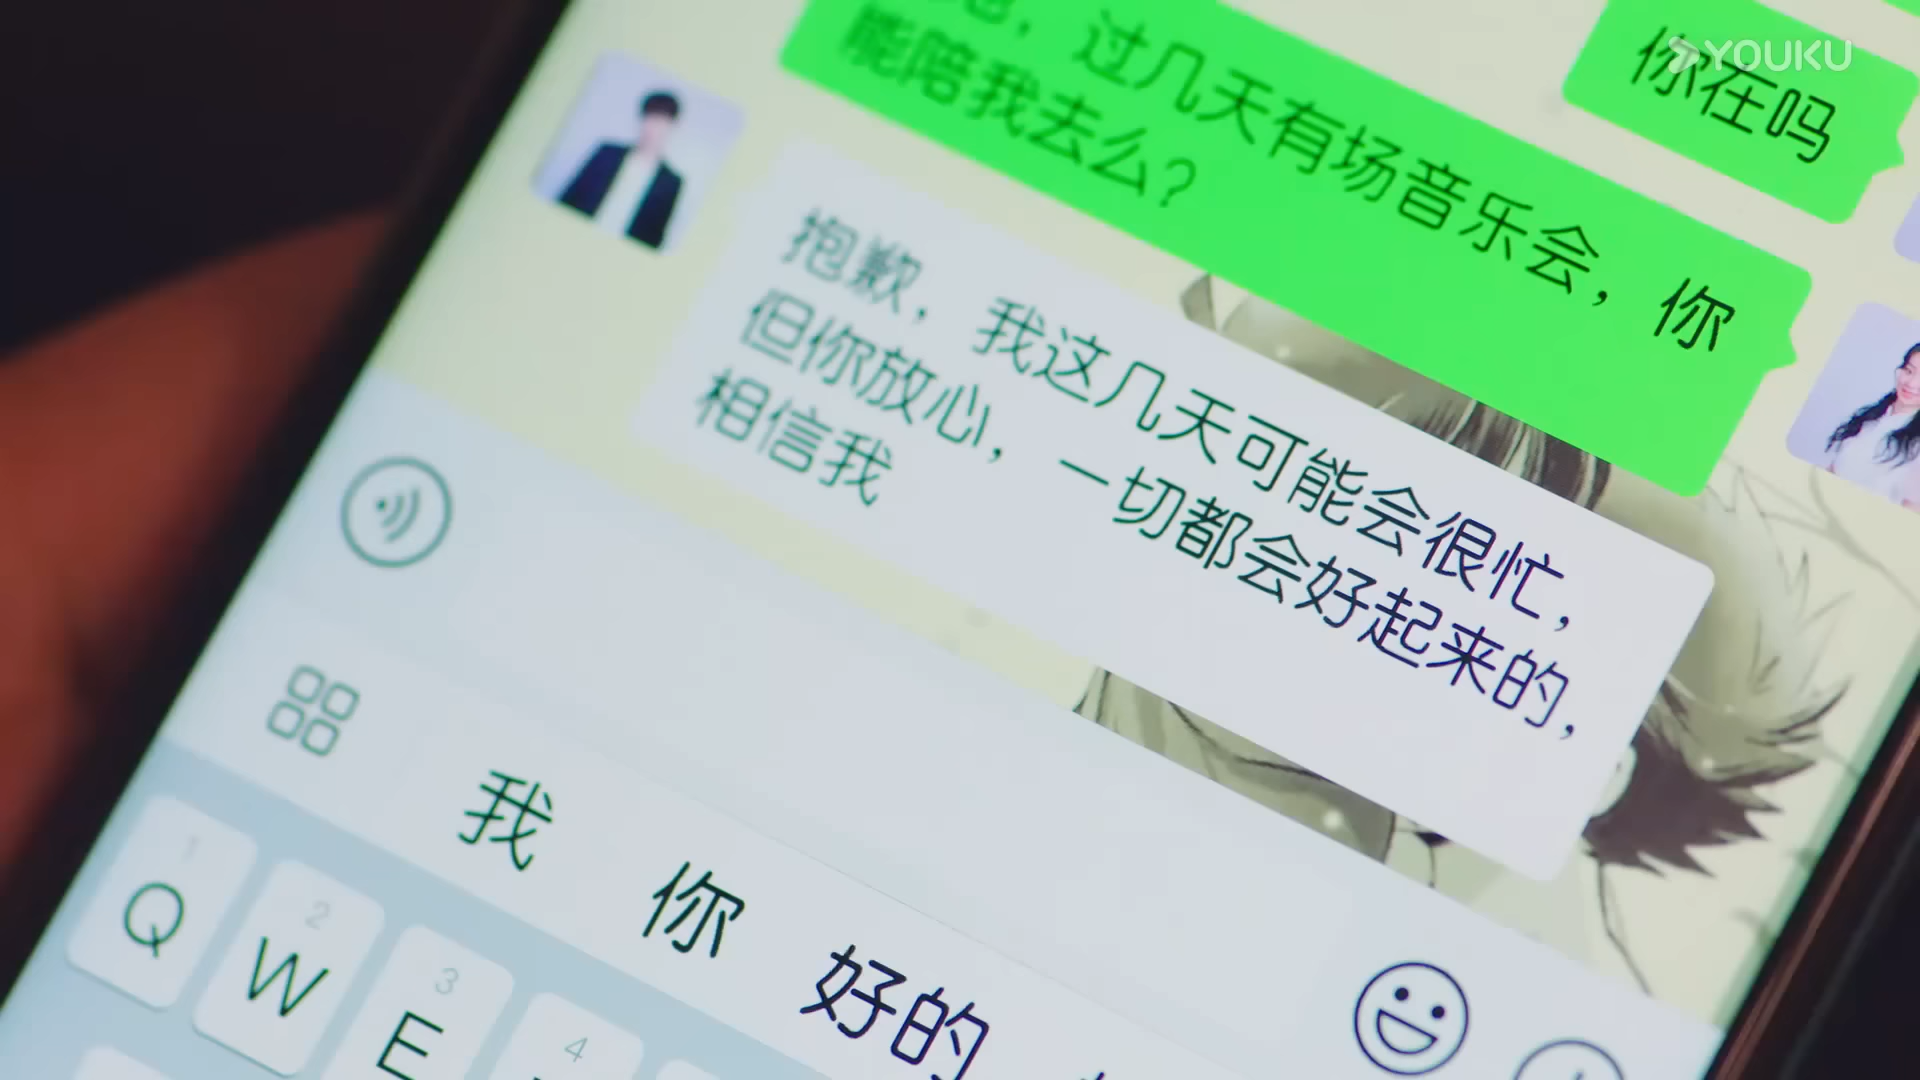 YOUKU
你在吗
，过几天有场音乐会，你
能陪我去么？
抱歉，我这几天可能会很忙，
但你放心，一切都会好起来的，
相信我
我 你 好的
1 2 3 4
Q W E